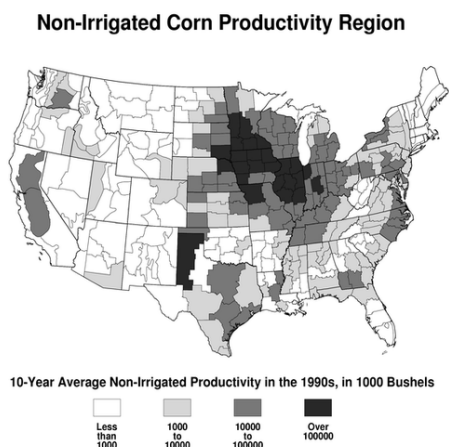 Non-Irrigated Corn Productivity Region
10-Year Average Non-Irrigated Productivity in the 1990s, in 1000 Bushels
Less
than
1000
1000
to
10000
10000
to
100000
Over
100000